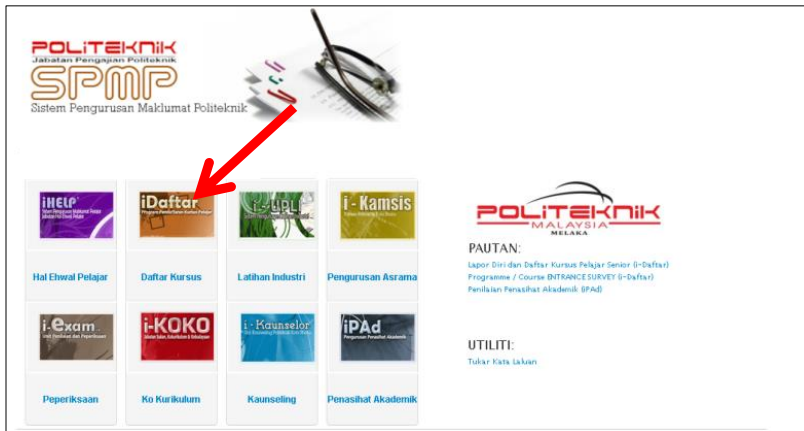 POLiTEKNiK
Jabatan Pengajian Politeknik
SPMP
Sistem Pengurusan Maklumat Politeknik
iHELP
iDaftar
i-UPLI
i-Kamsis
Hal Ehwal Pelajar
Daftar Kursus
Latihan Industri
Pengurusan Asrama
i-exam
i-KOKO
i-Kaunselor
iPAd
Peperiksaan
Ko Kurikulum
Kaunseling
Penasihat Akademik
POLiTEKNiK
MALAYSIA
MELAKA
PAUTAN:
Lapor Diri dan Daftar Kursus Pelajar Senior (i-Daftar)
Programme / Course ENTRANCE SURVEY (i-Daftar)
Penilaian Penasihat Akademik (iPAd)
UTILITI:
Tukar Kata Laluan